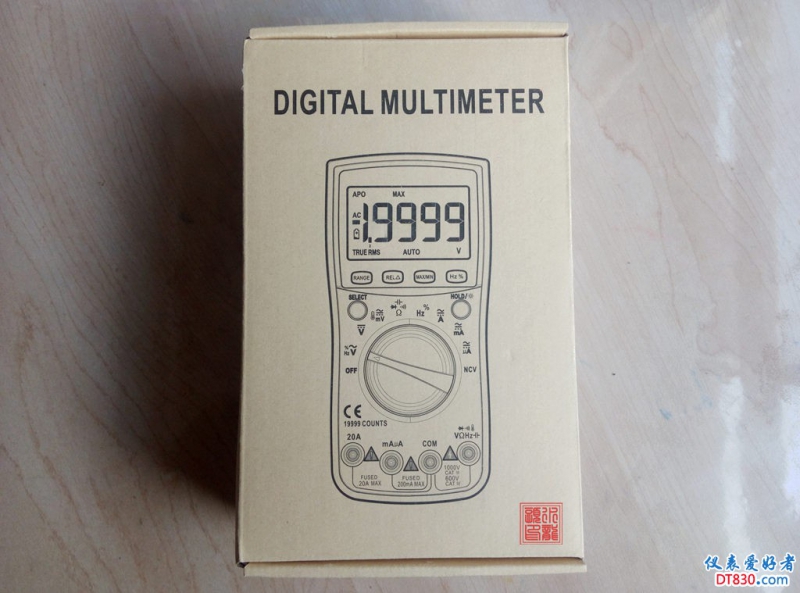 DIGITAL MULTIMETER
APO MAX
AC 1.9999
TRUE RMS AUTO V
RANGE REL△ MAX/MIN Hz %
SELECT HOLD/☼
mV Ω Hz % A
V mA
% Hz V μA
OFF NCV
CE
19999 COUNTS
20A mAμA COM VΩHz
FUSED 20A MAX
FUSED 200mA MAX
1000V CAT II
600V CAT III
仪表爱好者
DT830.com